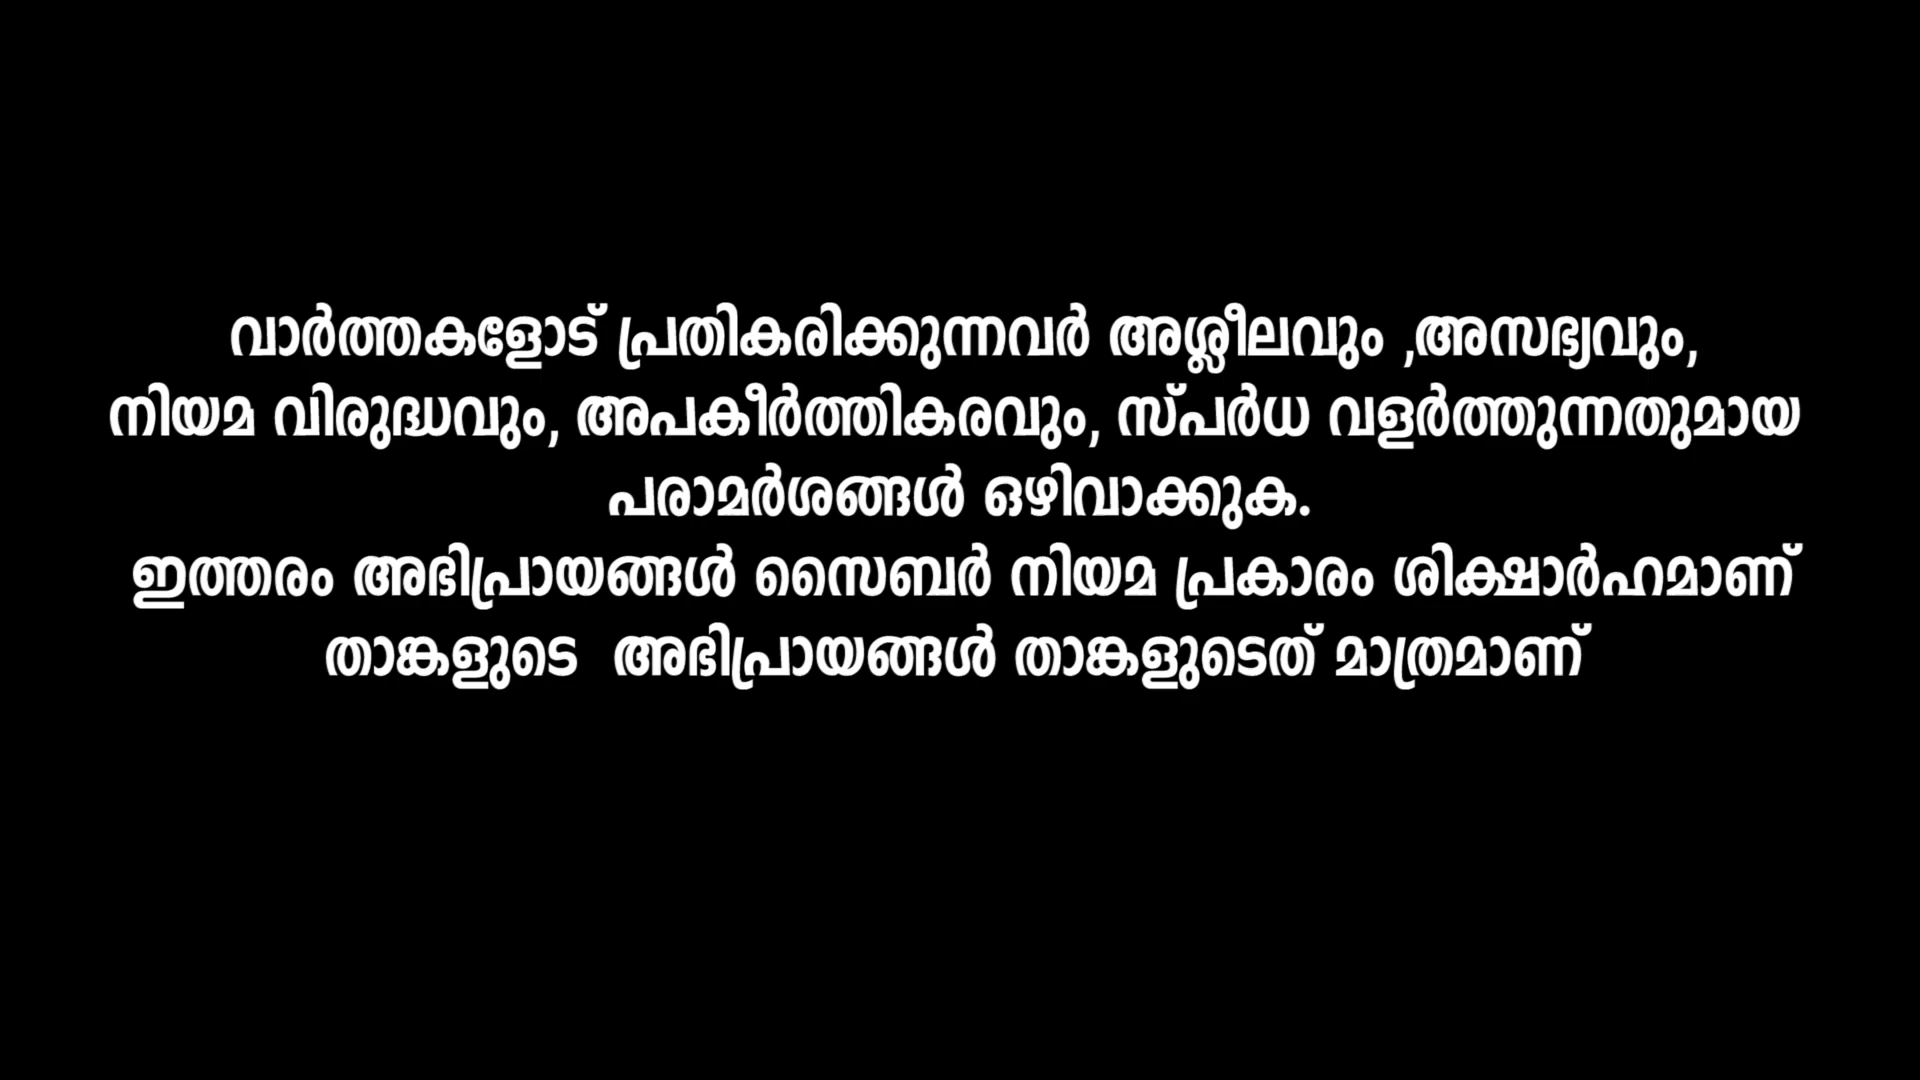 വാർത്തകളോട് പ്രതികരിക്കുന്നവർ അശ്ലീലവും ,അസഭ്യവും,
നിയമ വിരുദ്ധവും, അപകീർത്തികരവും, സ്പർധ വളർത്തുന്നതുമായ
പരാമർശങ്ങൾ ഒഴിവാക്കുക.
ഇത്തരം അഭിപ്രായങ്ങൾ സൈബർ നിയമ പ്രകാരം ശിക്ഷാർഹമാണ്
താങ്കളുടെ  അഭിപ്രായങ്ങൾ താങ്കളുടെത് മാത്രമാണ്